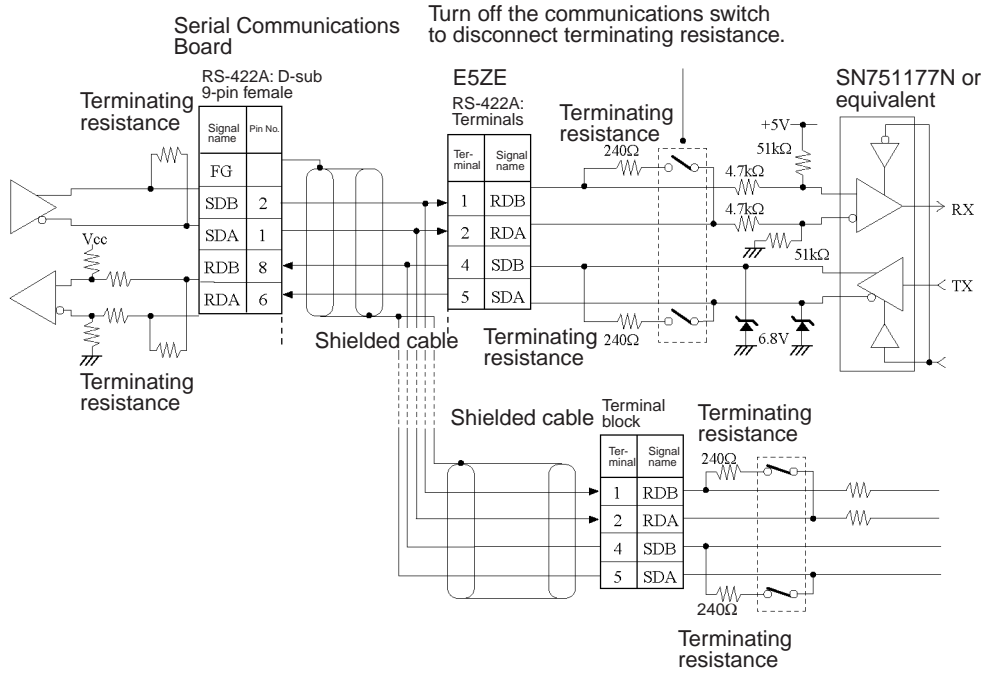 Turn off the communications switch
to disconnect terminating resistance.
Serial Communications
Board
RS-422A: D-sub
9-pin female
E5ZE
RS-422A:
Terminals
SN751177N or
equivalent
Terminating
resistance
Terminating
resistance
+5V
51kΩ
240Ω
4.7kΩ
Signal
name
Pin No.
FG
SDB 2
SDA 1
RDB 8
RDA 6
Ter-
minal
Signal
name
1 RDB
2 RDA
4 SDB
5 SDA
4.7kΩ
51kΩ
RX
TX
Vcc
6.8V
240Ω
Shielded cable
Terminating
resistance
Terminating
resistance
Shielded cable
Terminal
block
Terminating
resistance
Ter-
minal
Signal
name
1 RDB
2 RDA
4 SDB
5 SDA
240Ω
240Ω
Terminating
resistance